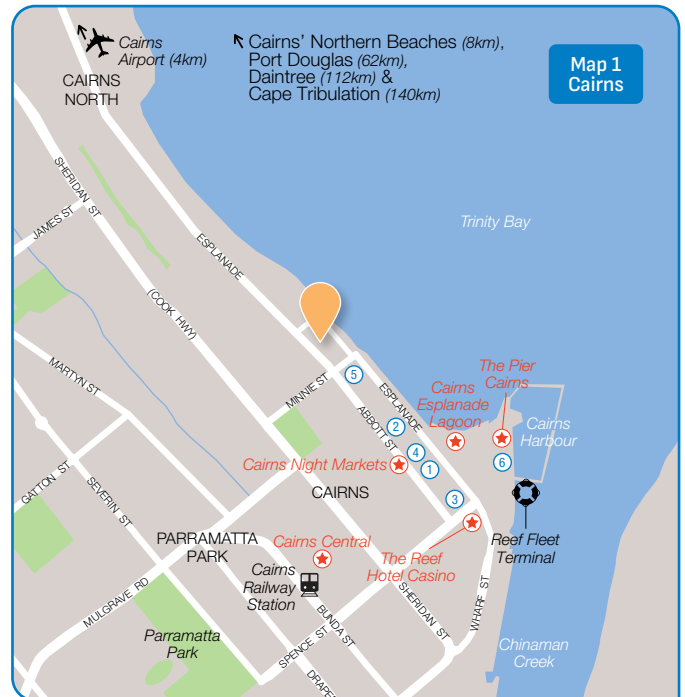 Cairns
Airport (4km)
Cairns' Northern Beaches (8km),
Port Douglas (62km),
Daintree (112km) &
Cape Tribulation (140km)
Map 1
Cairns
CAIRNS
NORTH
SHERIDAN ST
JAMES ST
Trinity Bay
ESPLANADE
(COOK HWY)
MARTYN ST
MINNIE ST
5
ESPLANADE
The Pier
Cairns
Cairns
Esplanade
Lagoon
ABBOTT ST
2
Cairns
Harbour
4
1
6
Cairns Night Markets
GATTON ST
SEVERIN ST
CAIRNS
3
PARRAMATTA
PARK
Cairns Central
The Reef
Hotel Casino
Reef Fleet
Terminal
Cairns
Railway
Station
MULGRAVE RD
BUNDA ST
SHERIDAN ST
WHARF ST
Parramatta
Park
SPENCE ST
Chinaman
Creek
DRAPE